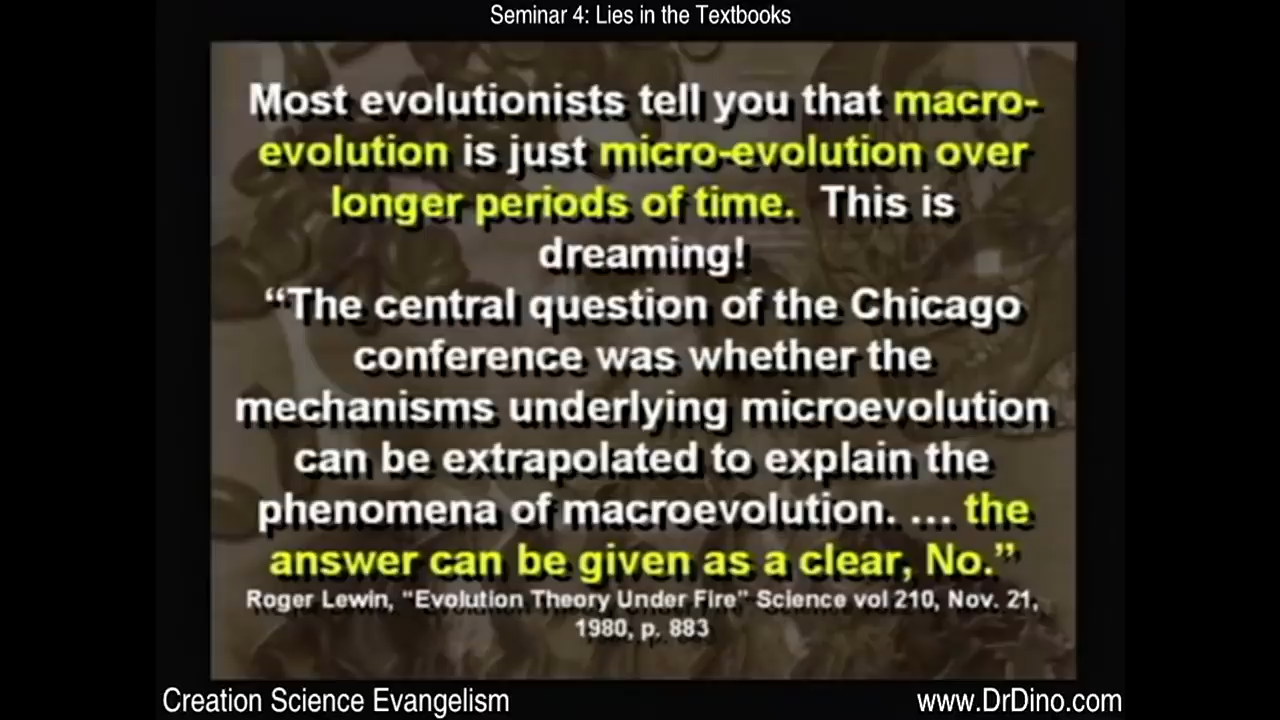 Seminar 4: Lies in the Textbooks
Most evolutionists tell you that macro-
evolution is just micro-evolution over
longer periods of time. This is
dreaming!
“The central question of the Chicago
conference was whether the
mechanisms underlying microevolution
can be extrapolated to explain the
phenomena of macroevolution. … the
answer can be given as a clear, No.”
Roger Lewin, “Evolution Theory Under Fire” Science vol 210, Nov. 21,
1980, p. 883
Creation Science Evangelism
www.DrDino.com